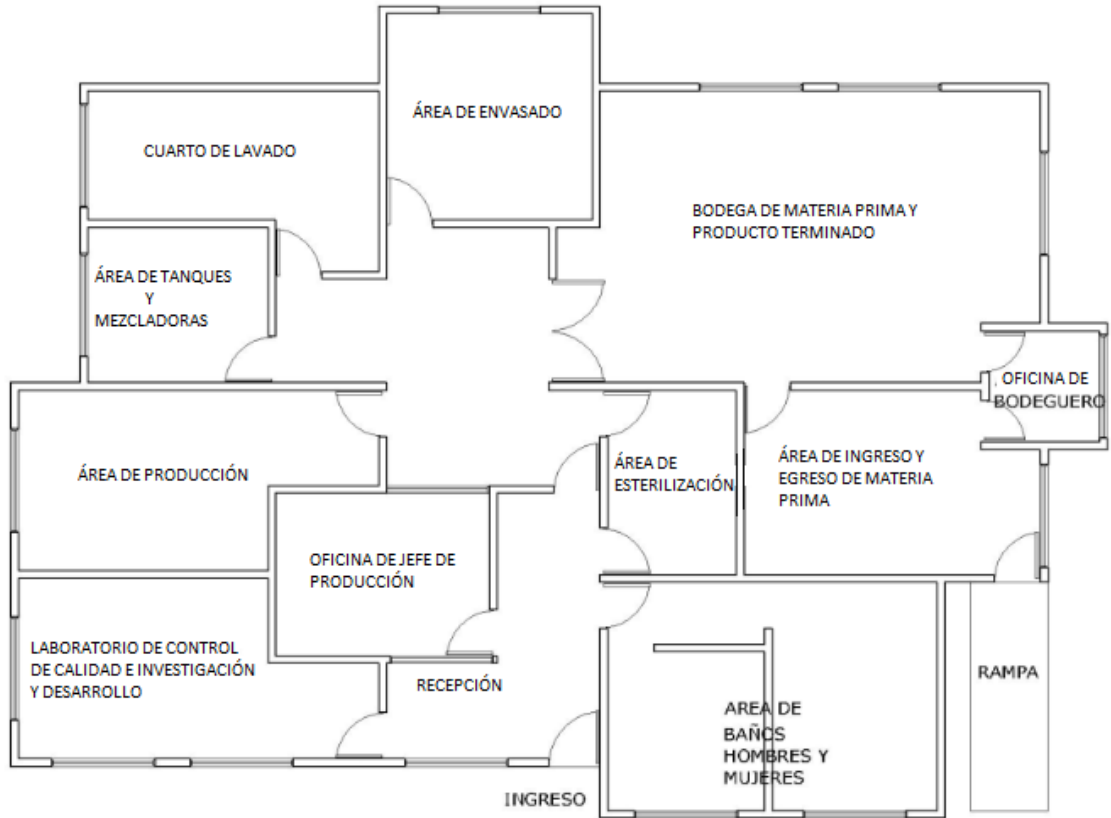 ÁREA DE ENVASADO
CUARTO DE LAVADO
BODEGA DE MATERIA PRIMA Y
PRODUCTO TERMINADO
ÁREA DE TANQUES
Y
MEZCLADORAS
OFICINA DE
BODEGUERO
ÁREA DE PRODUCCIÓN
ÁREA DE
ESTERILIZACIÓN
ÁREA DE INGRESO Y
EGRESO DE MATERIA
PRIMA
OFICINA DE JEFE DE
PRODUCCIÓN
LABORATORIO DE CONTROL
DE CALIDAD E INVESTIGACIÓN
Y DESARROLLO
RECEPCIÓN
RAMPA
AREA DE
BAÑOS
HOMBRES Y
MUJERES
INGRESO